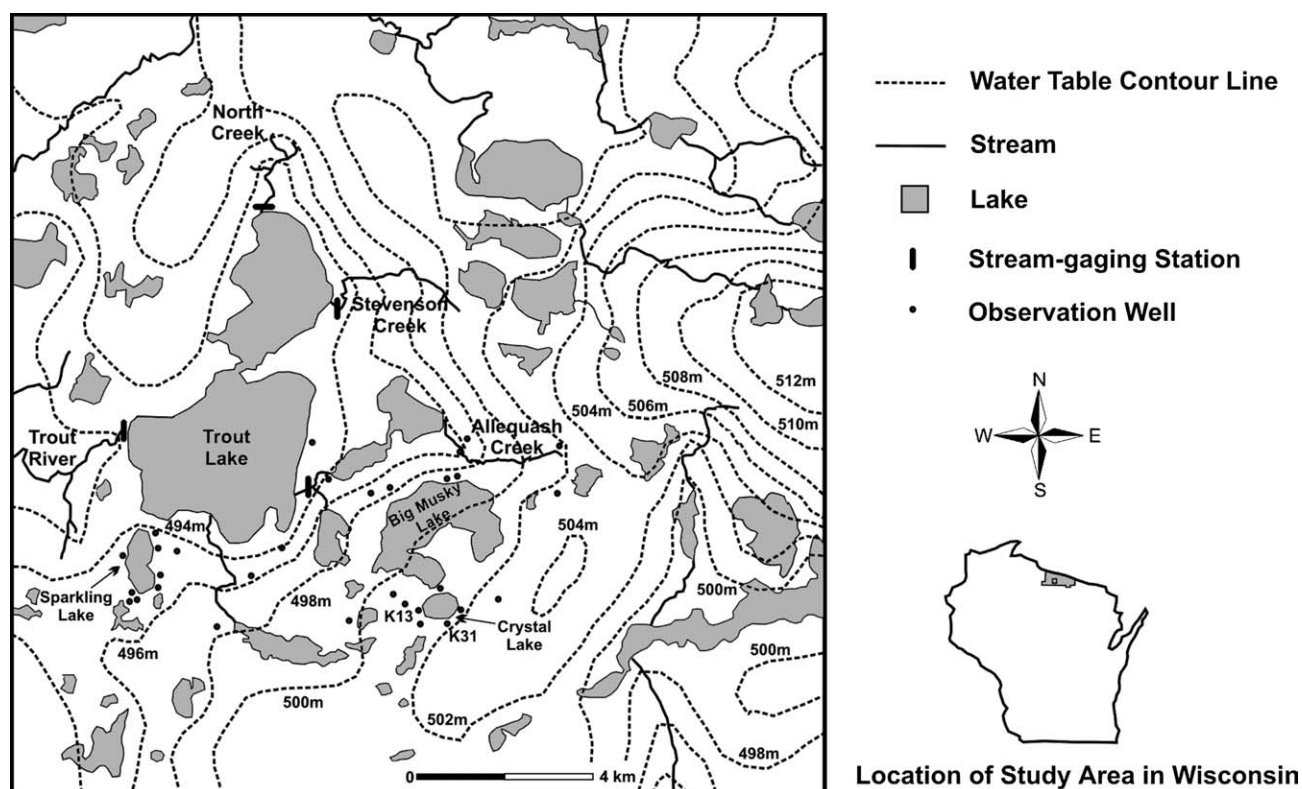 North
Creek
Stevenson
Creek
508m
512m
504m
506m
510m
Trout
River
Trout
Lake
Allequash
Creek
Big Musky
Lake
494m
504m
Sparkling
Lake
498m
500m
K13
K31
Crystal
Lake
496m
500m
500m
502m
498m
0
4 km
Water Table Contour Line
Stream
Lake
Stream-gaging Station
Observation Well
N
W
E
S
Location of Study Area in Wisconsin